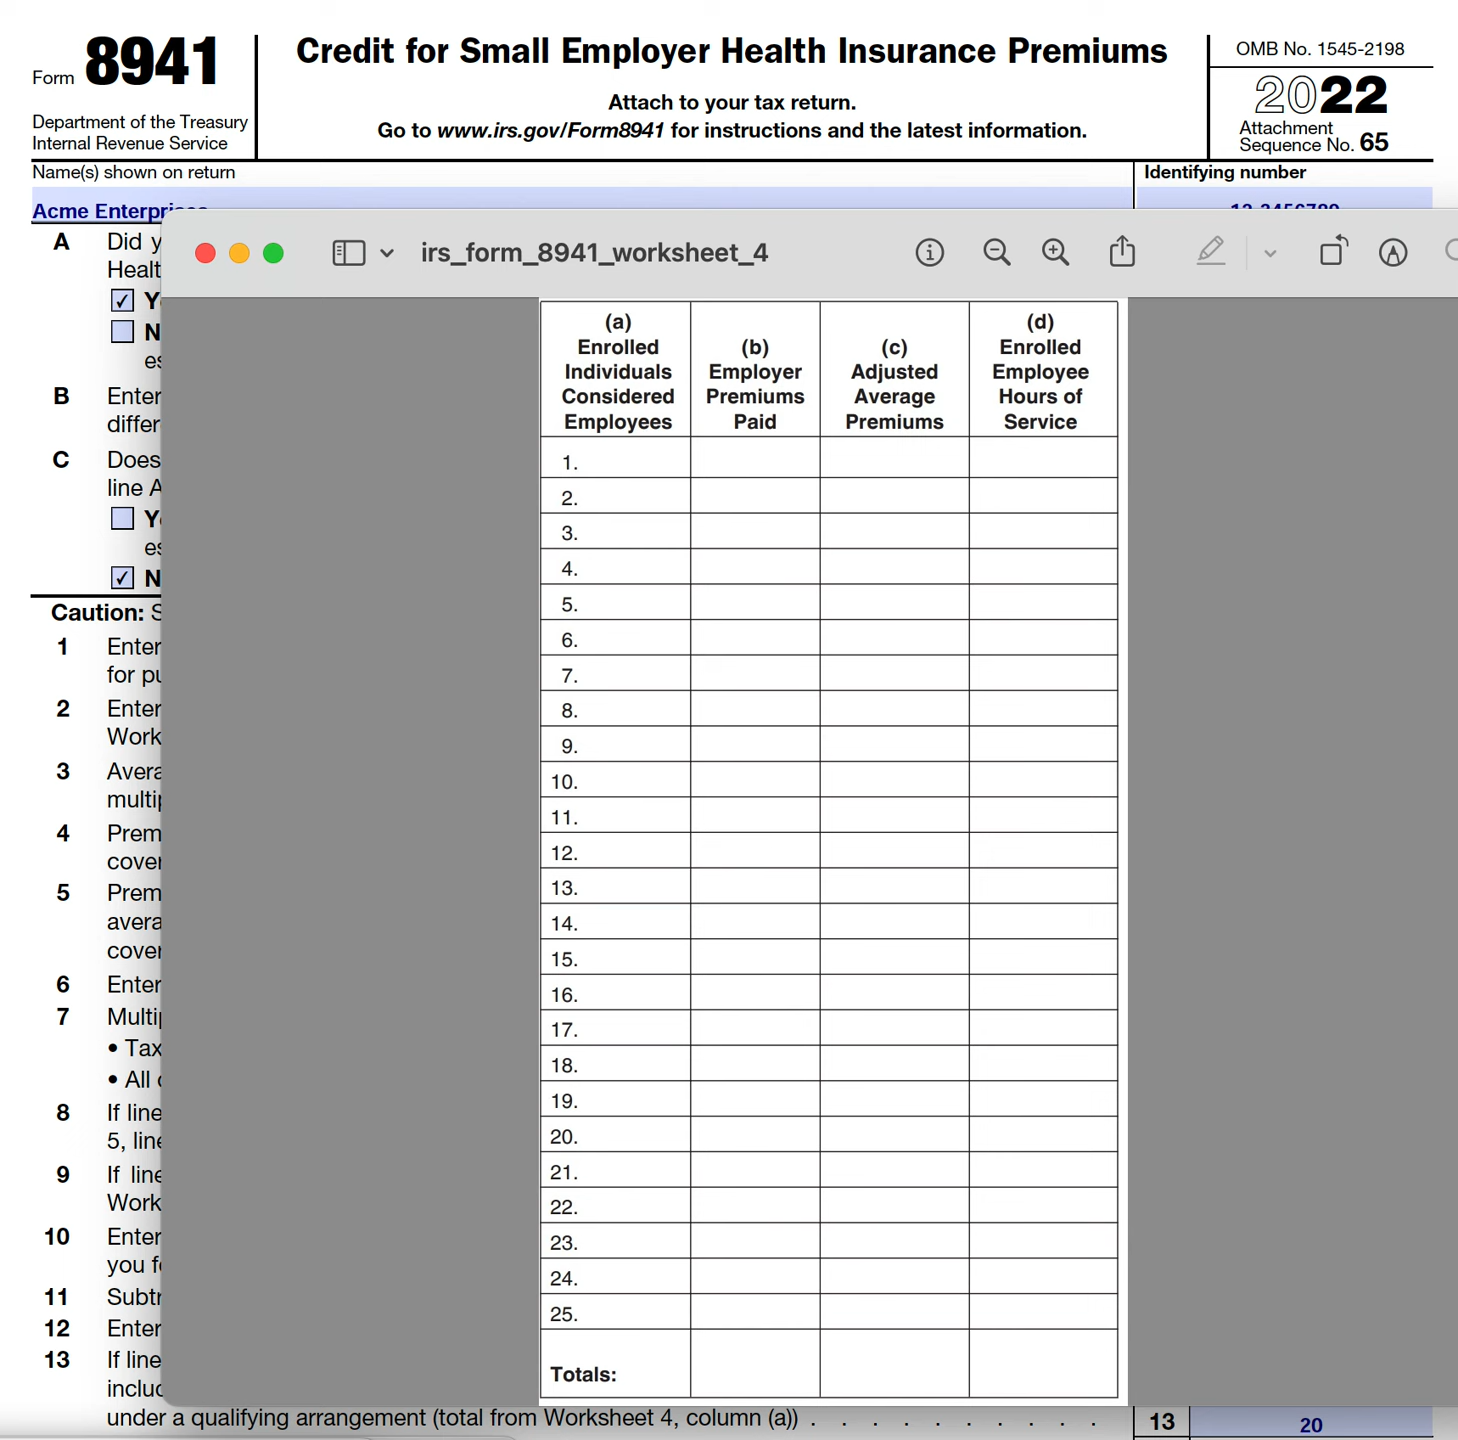 Form 8941
Department of the Treasury
Internal Revenue Service
Credit for Small Employer Health Insurance Premiums
Attach to your tax return.
Go to www.irs.gov/Form8941 for instructions and the latest information.
OMB No. 1545-2198
2022
Attachment
Sequence No. 65
Name(s) shown on return
Identifying number
Acme Enterprises
12-3456789
A Did y
Healt
✓ Y
N
es
B Enter
differ
C Does
line A
Y
es
✓ N
Caution: S
1 Enter
for pu
2 Enter
Work
3 Avera
multip
4 Prem
cover
5 Prem
avera
cover
6 Enter
7 Multip
• Tax
• All
8 If line
5, line
9 If line
Work
10 Enter
you f
11 Subtr
12 Enter
13 If line
includ
under a qualifying arrangement (total from Worksheet 4, column (a)) . . . . . . . . . . 13 20
irs_form_8941_worksheet_4
(a)
Enrolled
Individuals
Considered
Employees
(b)
Employer
Premiums
Paid
(c)
Adjusted
Average
Premiums
(d)
Enrolled
Employee
Hours of
Service
1.
2.
3.
4.
5.
6.
7.
8.
9.
10.
11.
12.
13.
14.
15.
16.
17.
18.
19.
20.
21.
22.
23.
24.
25.
Totals: